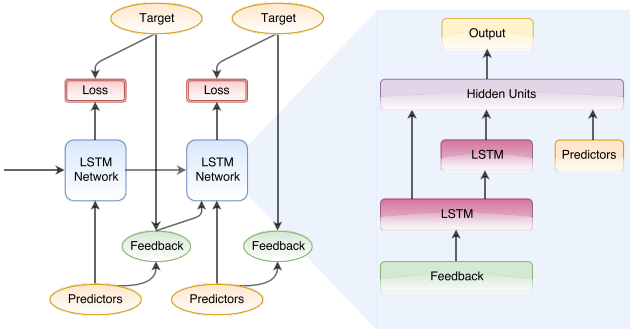 Target
Target
Loss
Loss
LSTM
Network
LSTM
Network
Feedback
Feedback
Predictors
Predictors
Output
Hidden Units
LSTM
Predictors
LSTM
Feedback